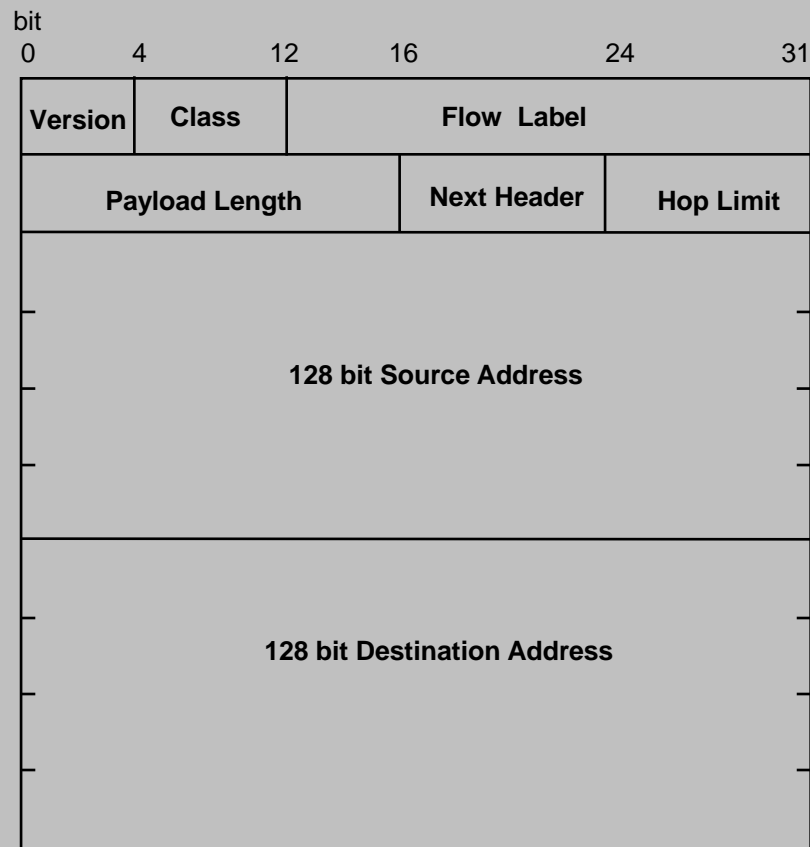 bit
0 4 12 16 24 31
Version Class Flow Label
Payload Length Next Header Hop Limit
128 bit Source Address
128 bit Destination Address